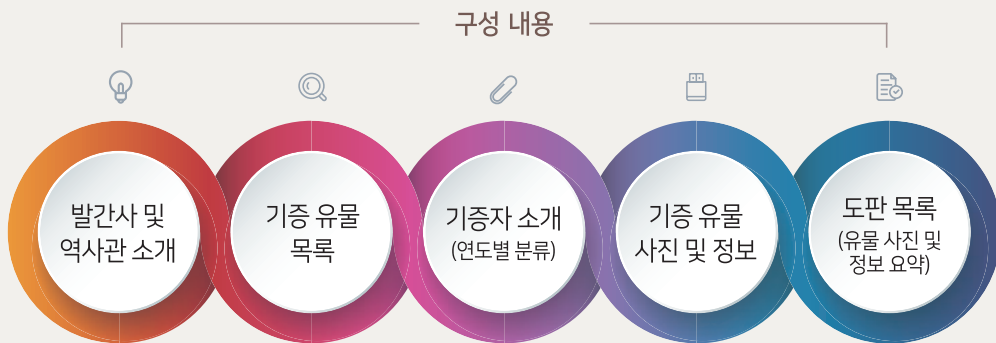 구성 내용
발간사 및
역사관 소개
기증 유물
목록
기증자 소개
(연도별 분류)
기증 유물
사진 및 정보
도판 목록
(유물 사진 및
정보 요약)